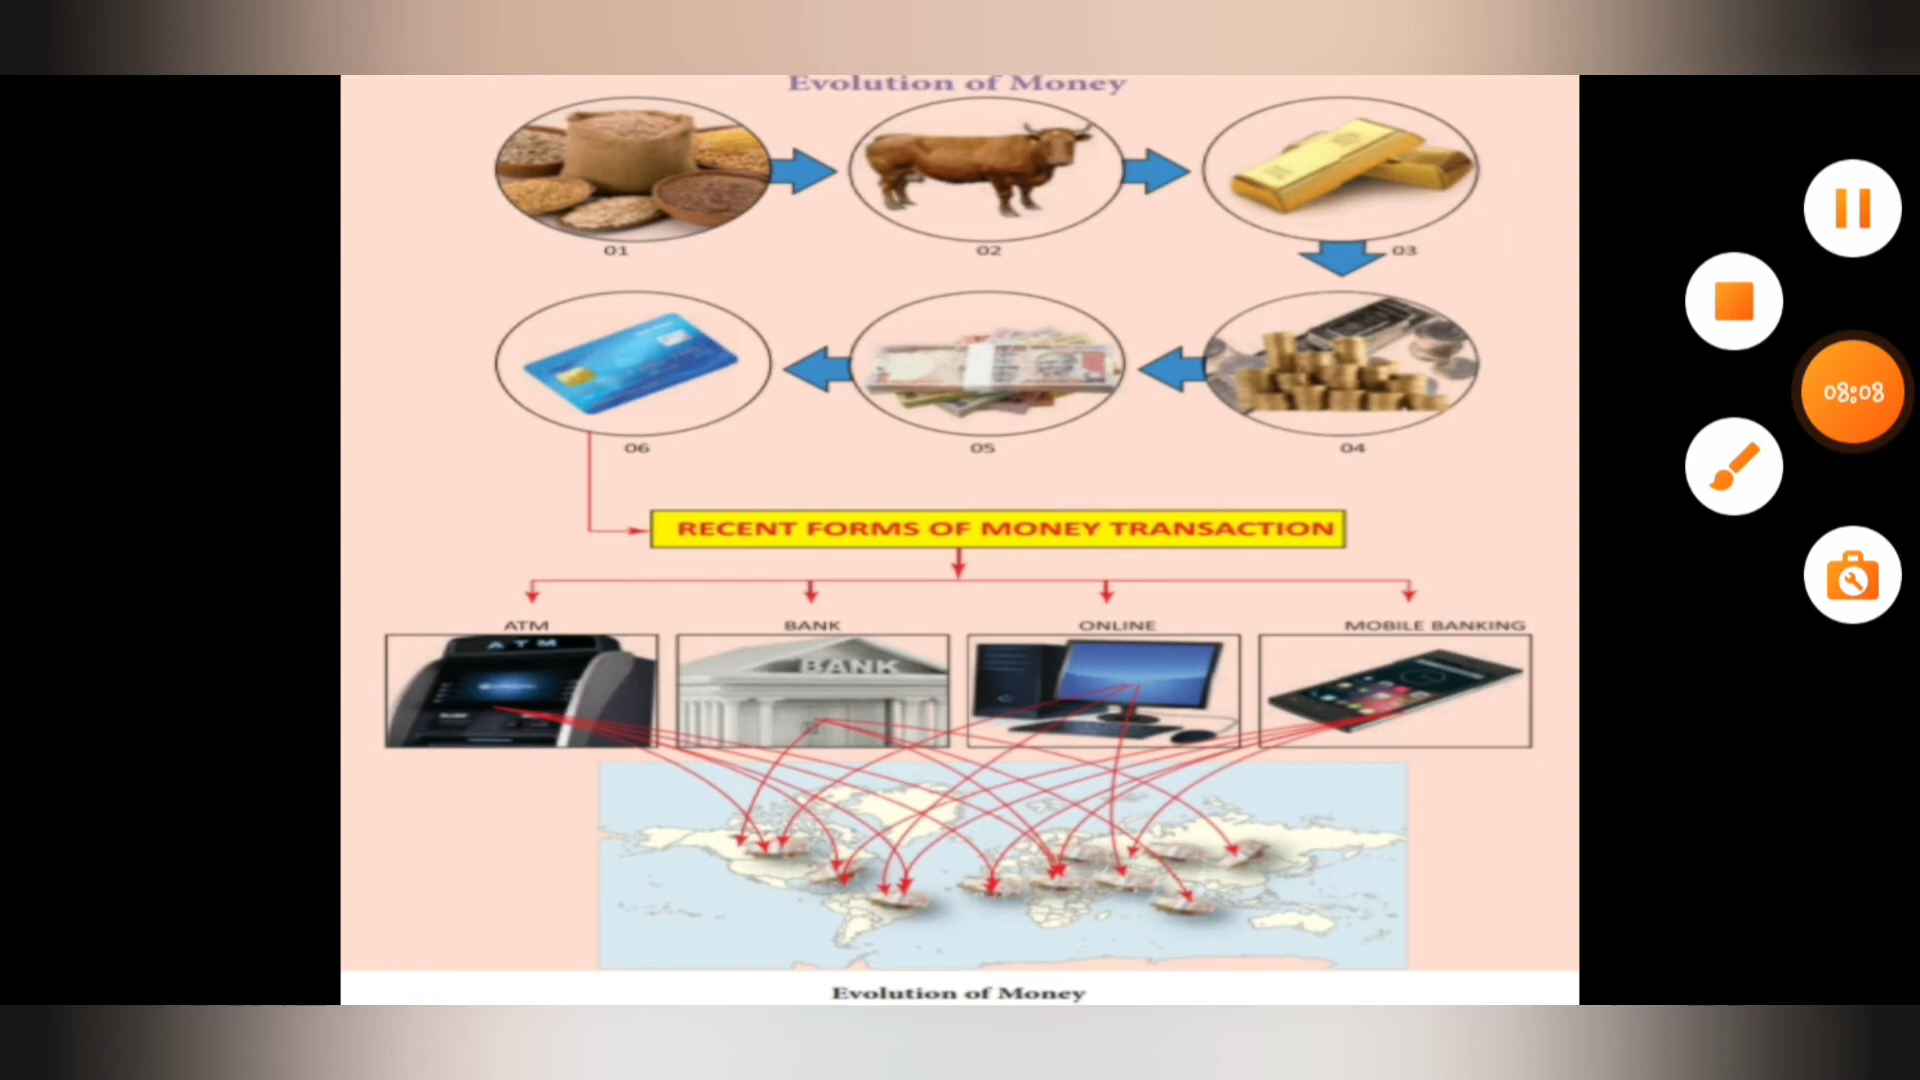 Evolution of Money
01
02
03
06
05
04
08:08
RECENT FORMS OF MONEY TRANSACTION
ATM
BANK
ONLINE
MOBILE BANKING
ATM
BANK
Evolution of Money